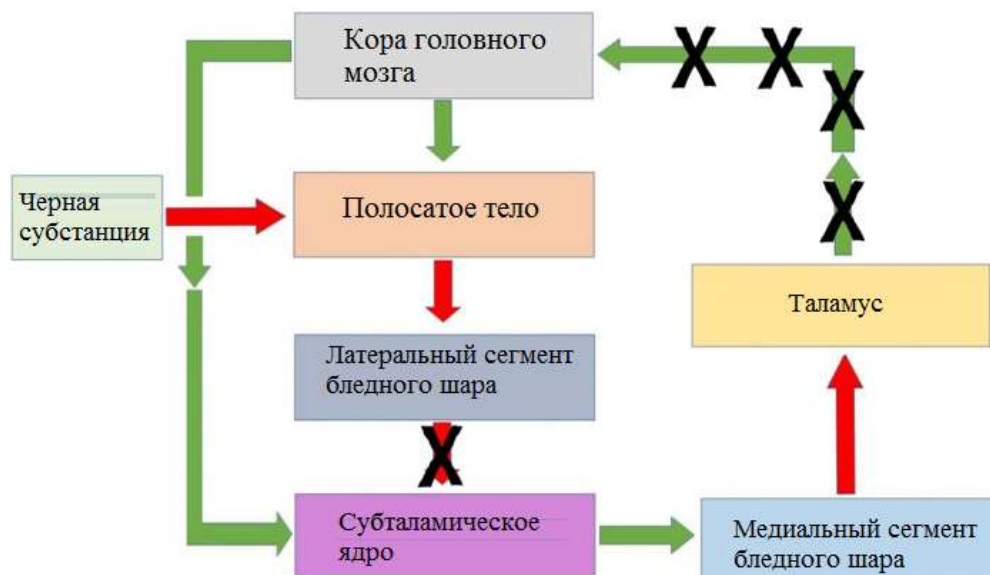 Кора головного
мозга
Черная
субстанция
Полосатое тело
Таламус
Латеральный сегмент
бледного шара
Субталамическое
ядро
Медиальный сегмент
бледного шара